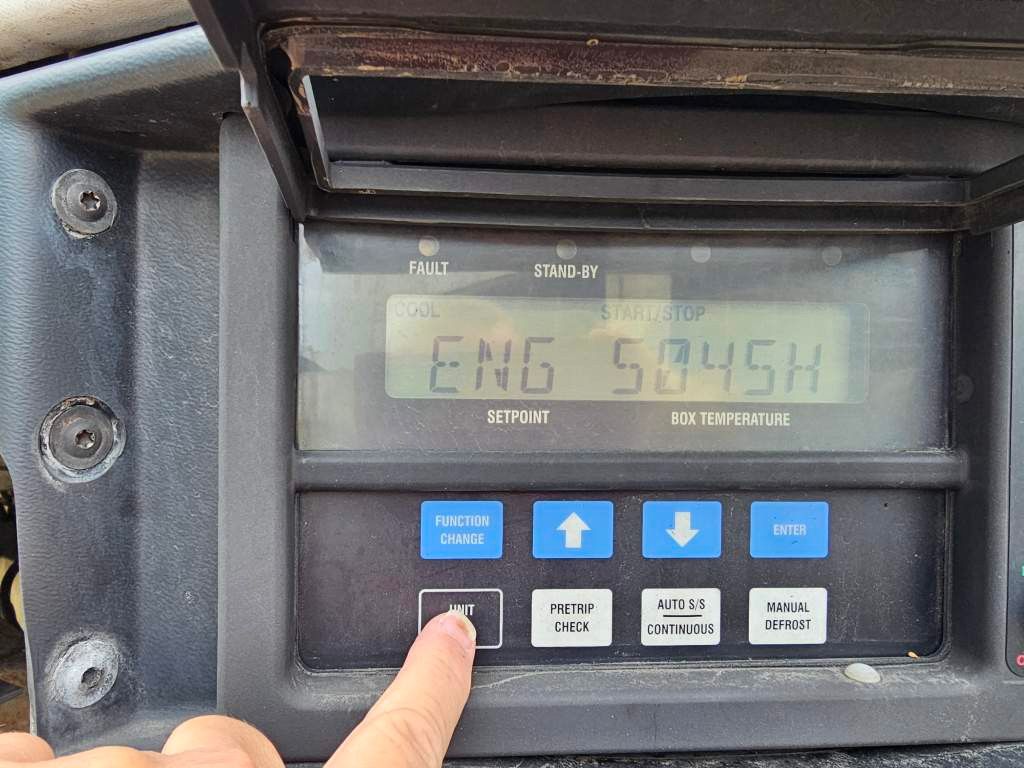 FAULT STAND-BY
COOL START/STOP
ENG 5045H
SETPOINT BOX TEMPERATURE
FUNCTION
CHANGE
ENTER
UNIT
PRETRIP
CHECK
AUTO S/S
CONTINUOUS
MANUAL
DEFROST